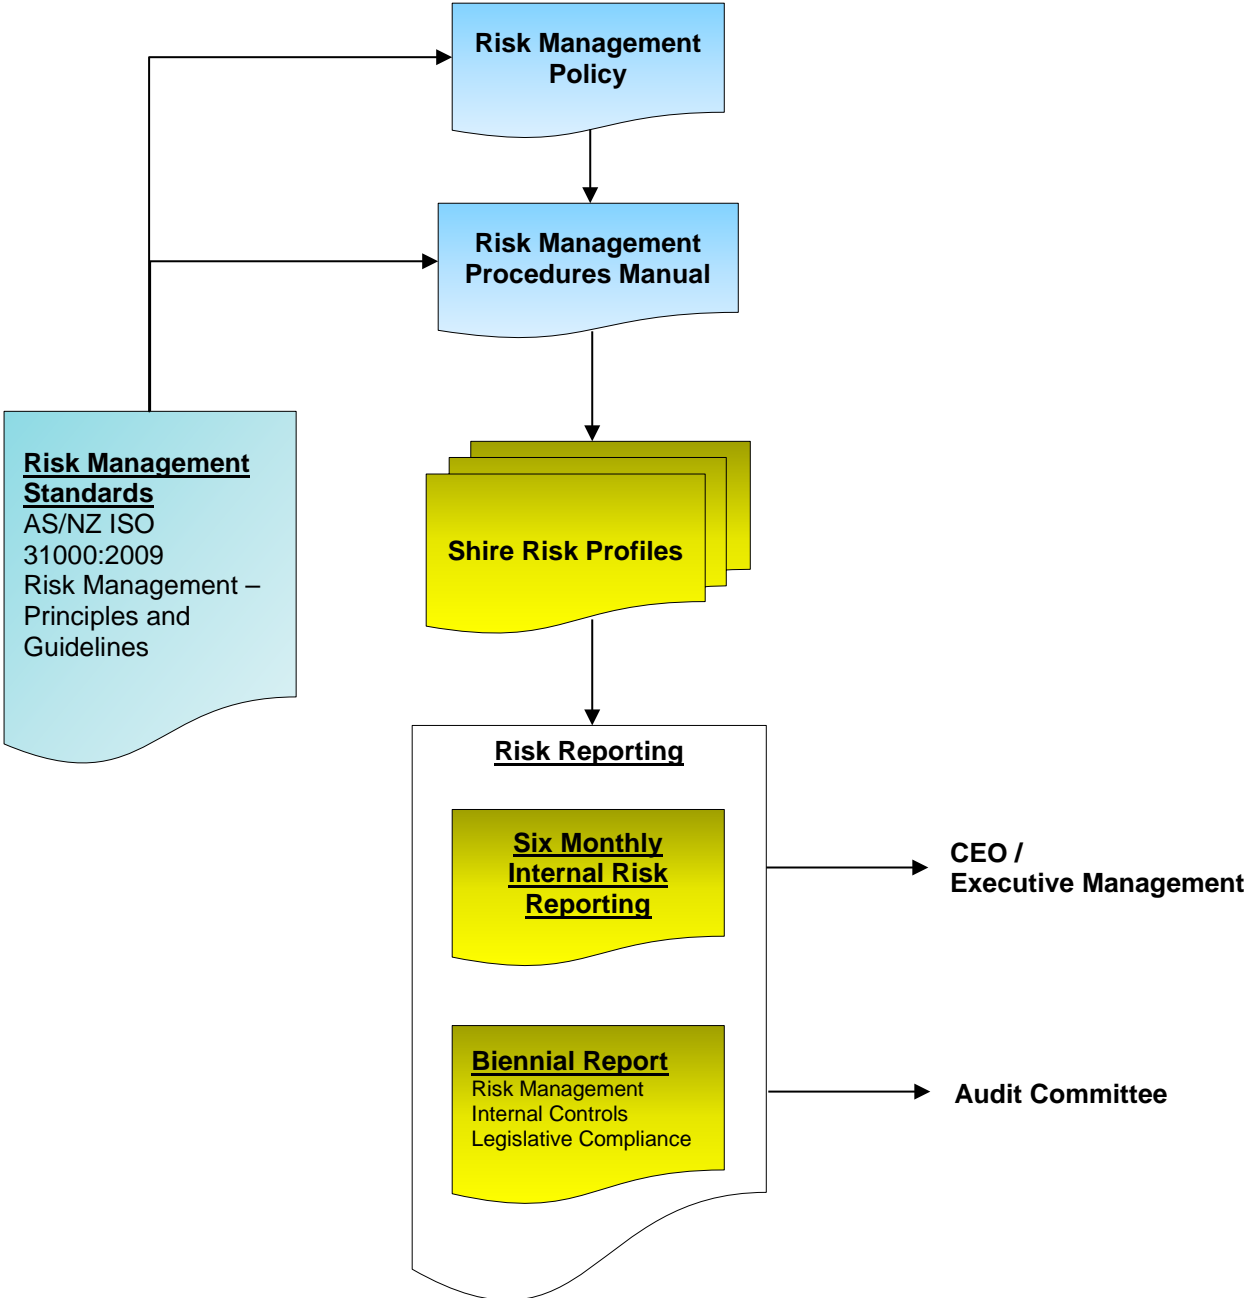 Risk Management
Policy
Risk Management
Procedures Manual
Risk Management
Standards
AS/NZ ISO
31000:2009
Risk Management –
Principles and
Guidelines
Shire Risk Profiles
Risk Reporting
Six Monthly
Internal Risk
Reporting
CEO /
Executive Management
Biennial Report
Risk Management
Internal Controls
Legislative Compliance
Audit Committee